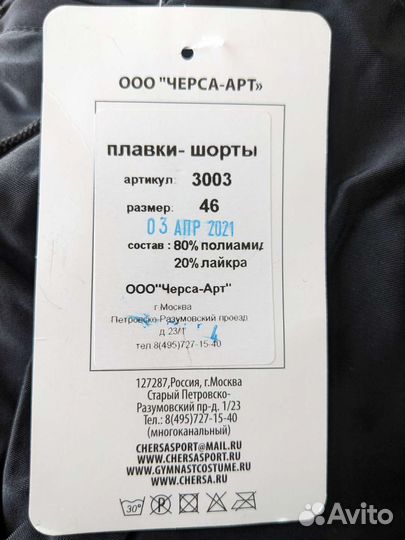 ООО "ЧЕРСА-АРТ»
плавки- шорты
артикул: 3003
размер: 46
03 АПР 2021
состав : 80% полиамид
20% лайкра
ООО"Черса-Арт"
г.Москва
Петровско-Разумовский проезд
д.23/1
тел.8(495)727-15-40
127287,Россия, г.Москва
Старый Петровско-
Разумовский пр-д. 1/23
Тел.: 8(495)727-15-40
(многоканальный)
CHERSASPORT@MAIL.RU
WWW.CHERSASPORT.RU
WWW.GYMNASTCOSTUME.RU
WWW.CHERSA.RU
30°
Avito